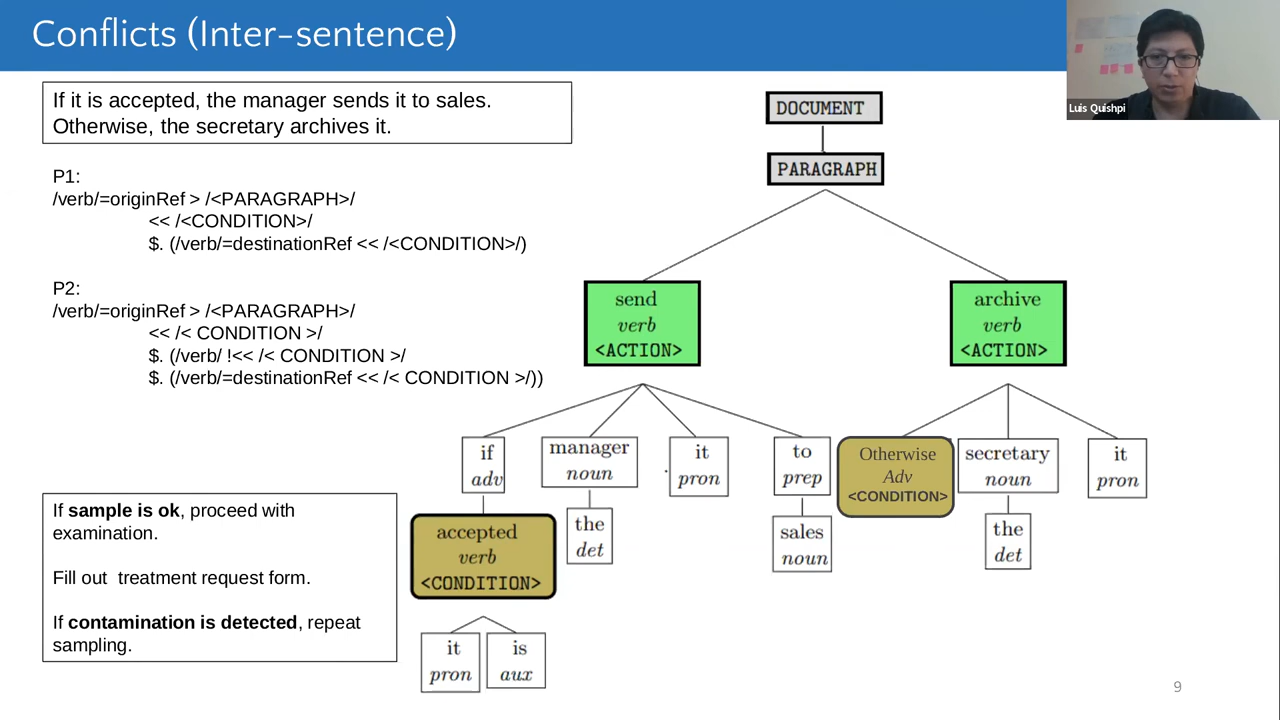 Conflicts (Inter-sentence)
Luis Quishpi
If it is accepted, the manager sends it to sales.
Otherwise, the secretary archives it.
P1:
/verb/=originRef > /<PARAGRAPH>/
<< /<CONDITION>/
$. (/verb/=destinationRef << /<CONDITION>/)
P2:
/verb/=originRef > /<PARAGRAPH>/
<< /< CONDITION >/
$. (/verb/ !<< /< CONDITION >/
$. (/verb/=destinationRef << /< CONDITION >/))
If sample is ok, proceed with
examination.
Fill out treatment request form.
If contamination is detected, repeat
sampling.
DOCUMENT
PARAGRAPH
send
verb
<ACTION>
archive
verb
<ACTION>
if
adv
manager
noun
it
pron
to
prep
Otherwise
Adv
<CONDITION>
secretary
noun
it
pron
accepted
verb
<CONDITION>
the
det
sales
noun
the
det
it
pron
is
aux
9